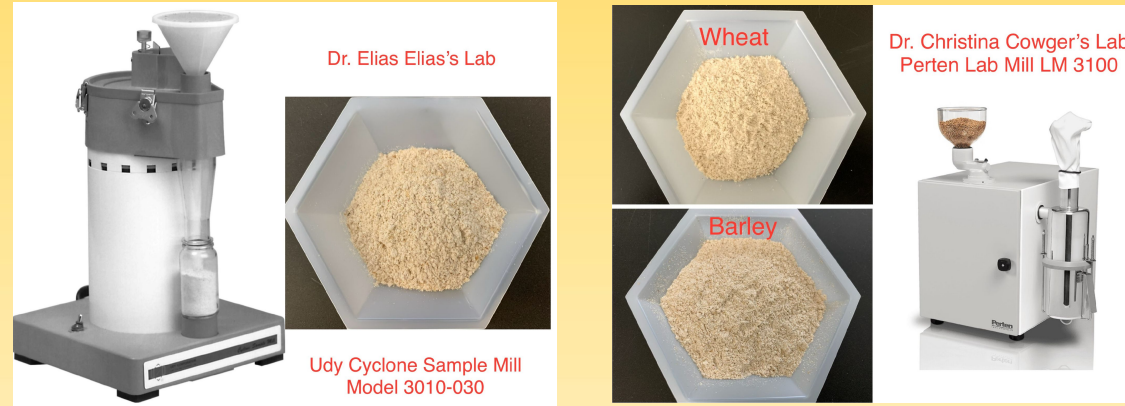 Dr. Elias Elias's Lab
Udy Cyclone Sample Mill
Model 3010-030
Wheat
Barley
Dr. Christina Cowger's Lab
Perten Lab Mill LM 3100
Perten